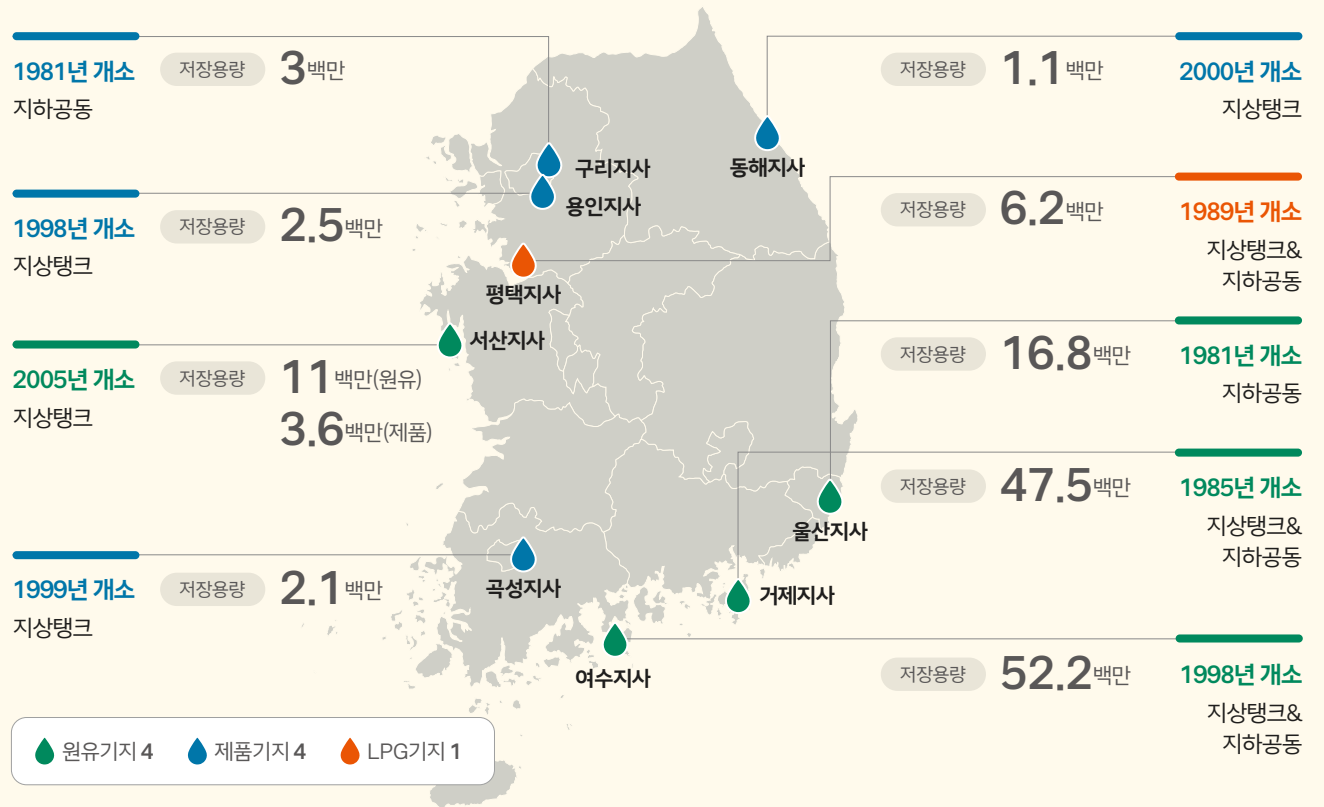 1981년 개소 저장용량 3백만
지하공동
저장용량 1.1백만 2000년 개소
지상탱크
구리지사
동해지사
용인지사
1998년 개소 저장용량 2.5백만
지상탱크
저장용량 6.2백만 1989년 개소
지상탱크&
지하공동
평택지사
서산지사
2005년 개소 저장용량 11백만(원유)
지상탱크
3.6백만(제품)
저장용량 16.8백만 1981년 개소
지하공동
저장용량 47.5백만 1985년 개소
지상탱크&
지하공동
울산지사
1999년 개소 저장용량 2.1백만
지상탱크
곡성지사
거제지사
여수지사
저장용량 52.2백만 1998년 개소
지상탱크&
지하공동
원유기지 4 제품기지 4 LPG기지 1